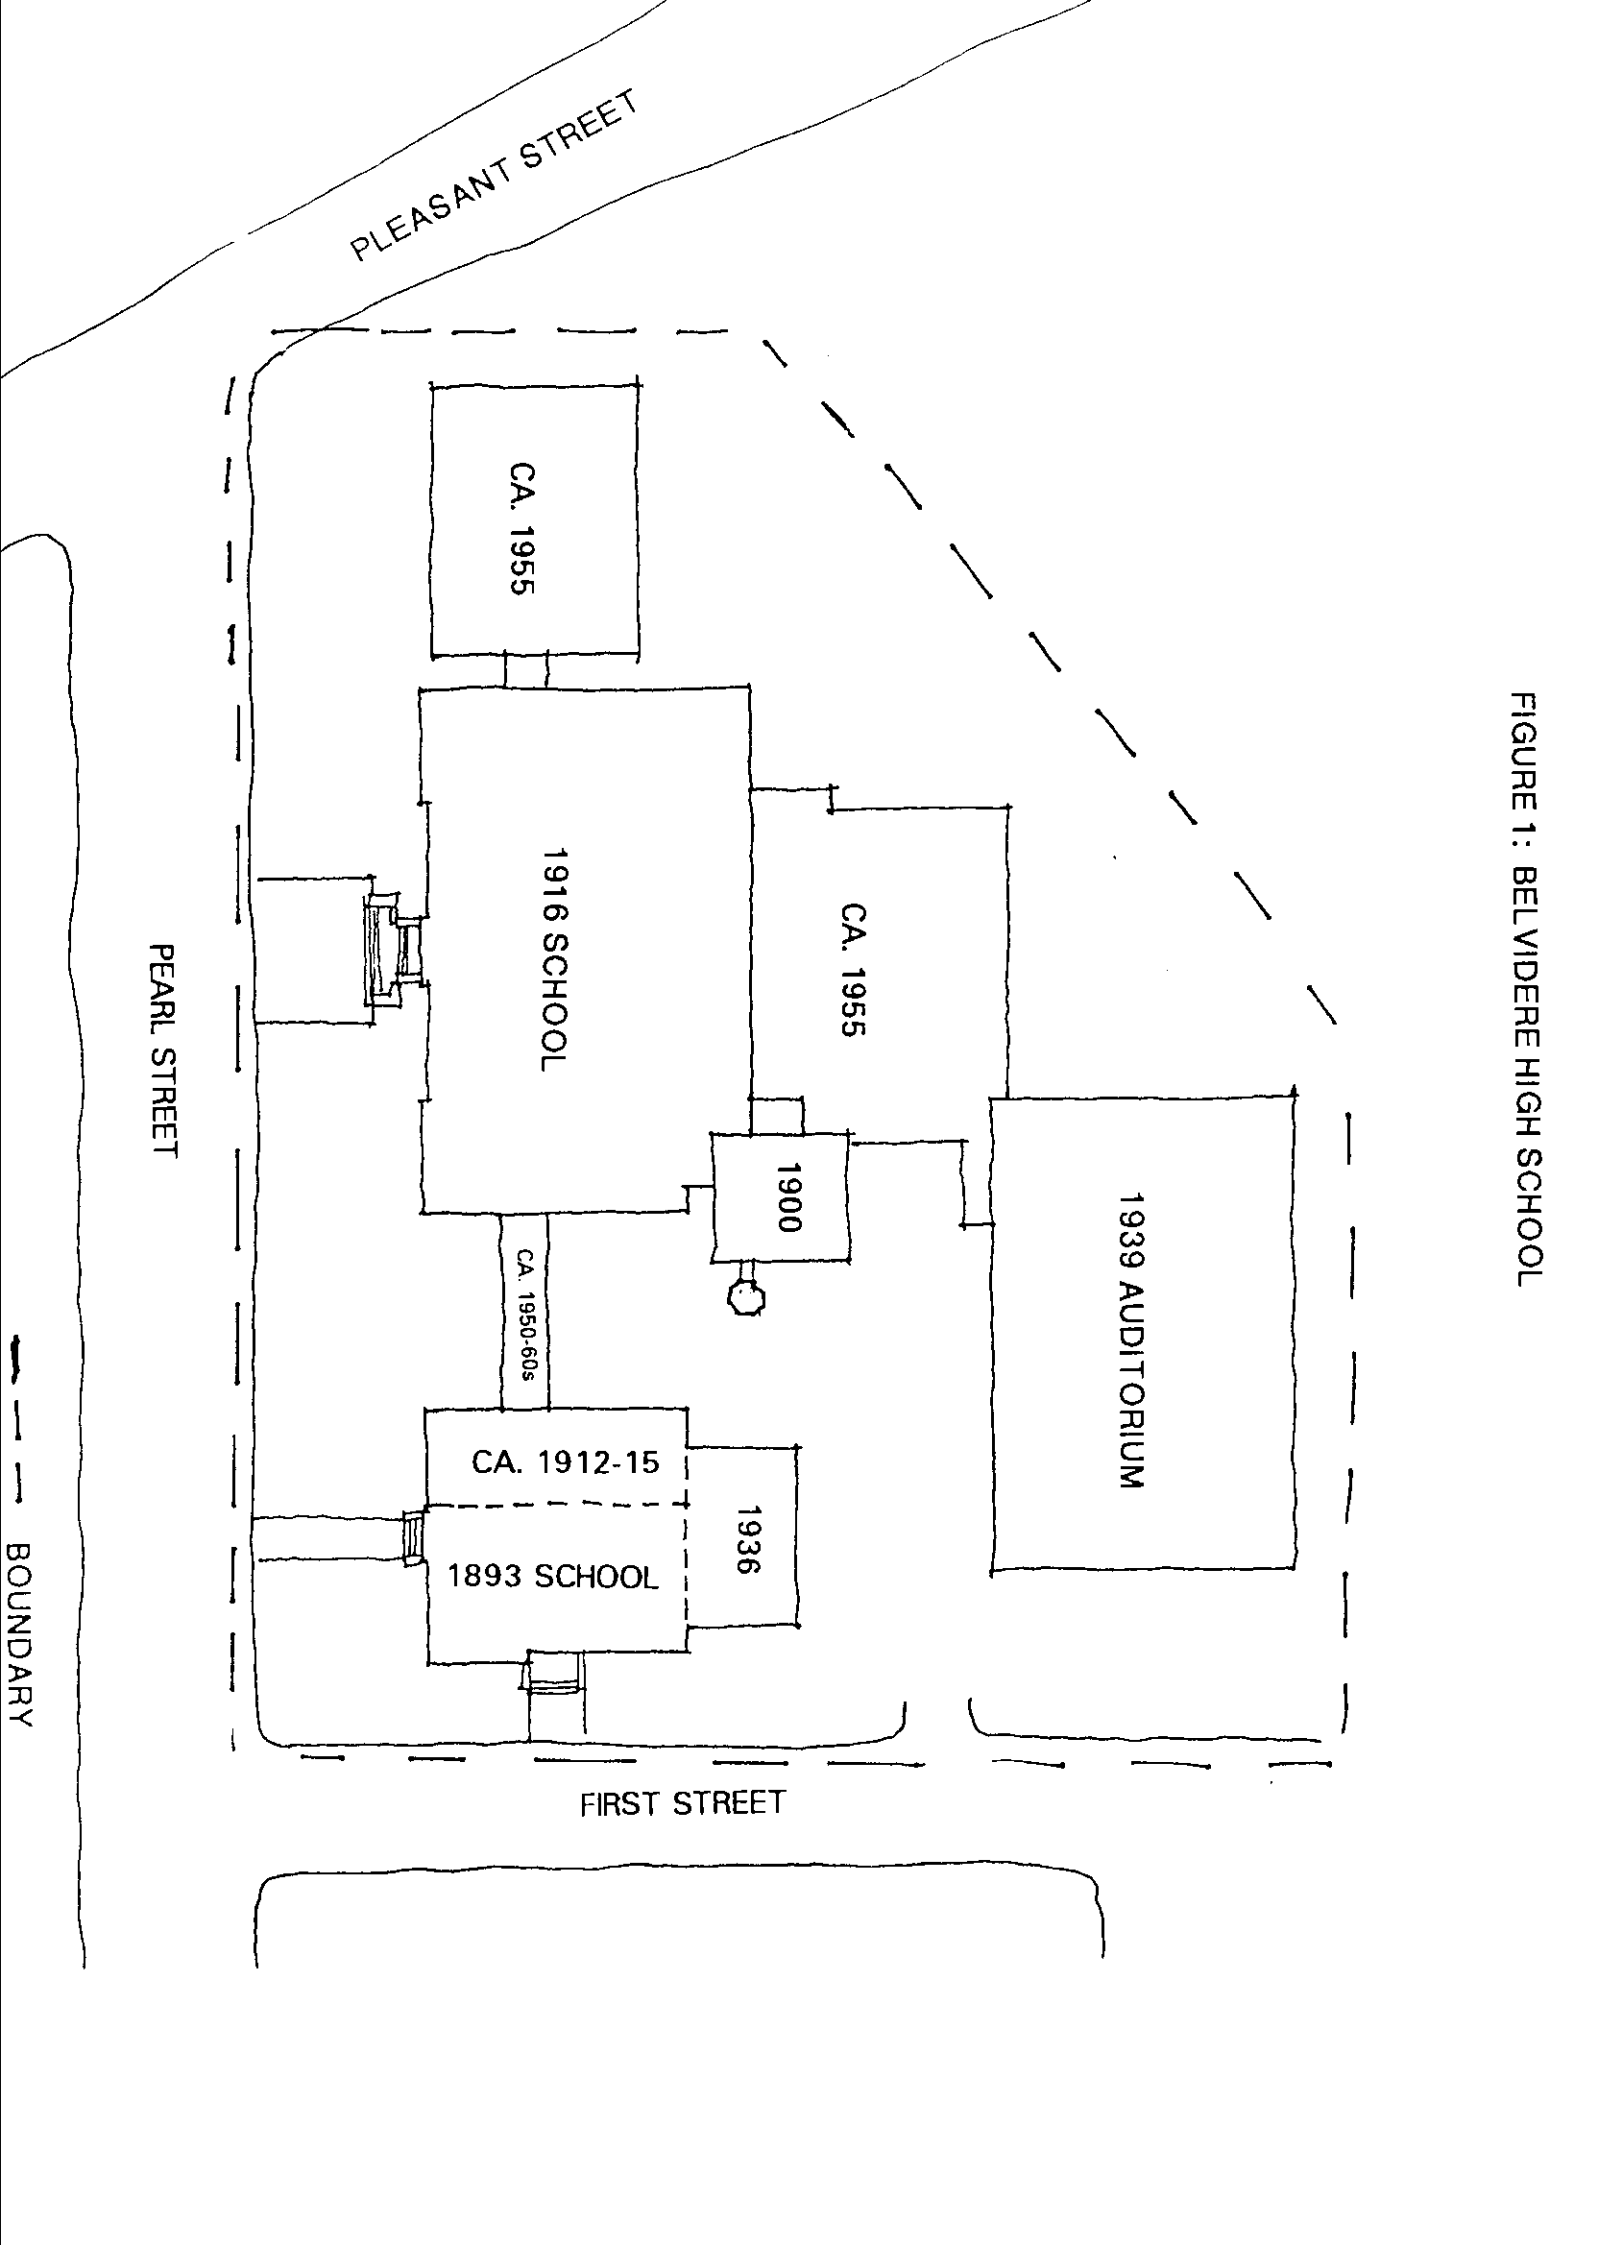 FIGURE 1: BELVIDERE HIGH SCHOOL
PLEASANT STREET
CA. 1955
1916 SCHOOL
CA. 1955
1900
1939 AUDITORIUM
CA. 1950-60s
CA. 1912-15
1893 SCHOOL
1936
PEARL STREET
FIRST STREET
BOUNDARY